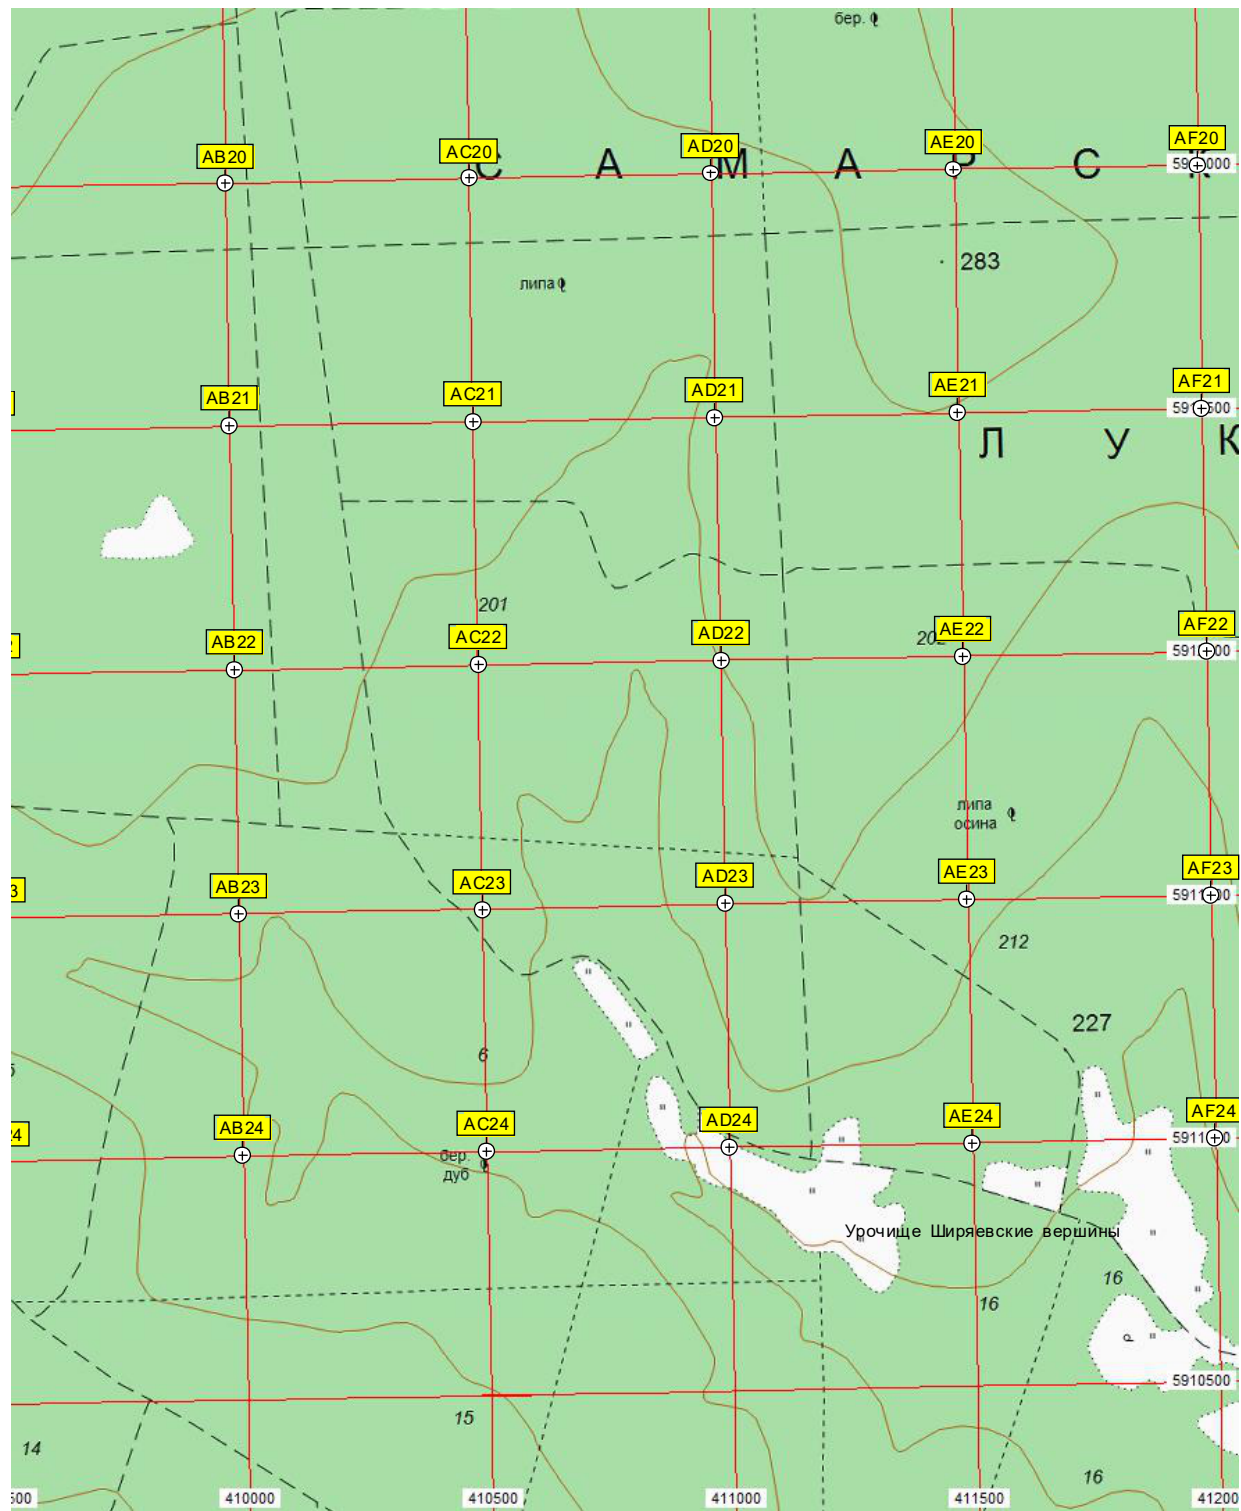 бер.
AB20
AC20
AD20
AE20
AF20
С А М А Р С К
283
липа
AB21
AC21
AD21
AE21
AF21
Л У К
201
202
AB22
AC22
AD22
AE22
AF22
липа
осина
AB23
AC23
AD23
AE23
AF23
212
227
6
AB24
AC24
AD24
AE24
AF24
бер.
дуб
Урочище Ширяевские вершины
16
16
Р
5910500
15
14
16
410000
410500
411000
411500